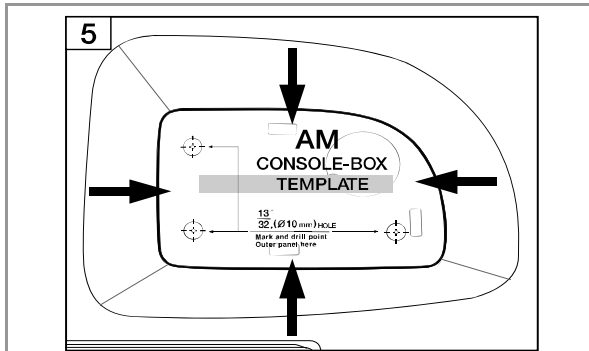 5
AM
CONSOLE-BOX
TEMPLATE
13"
32,(Ø10 mm)HOLE
Mark and drill point
Outer panel here